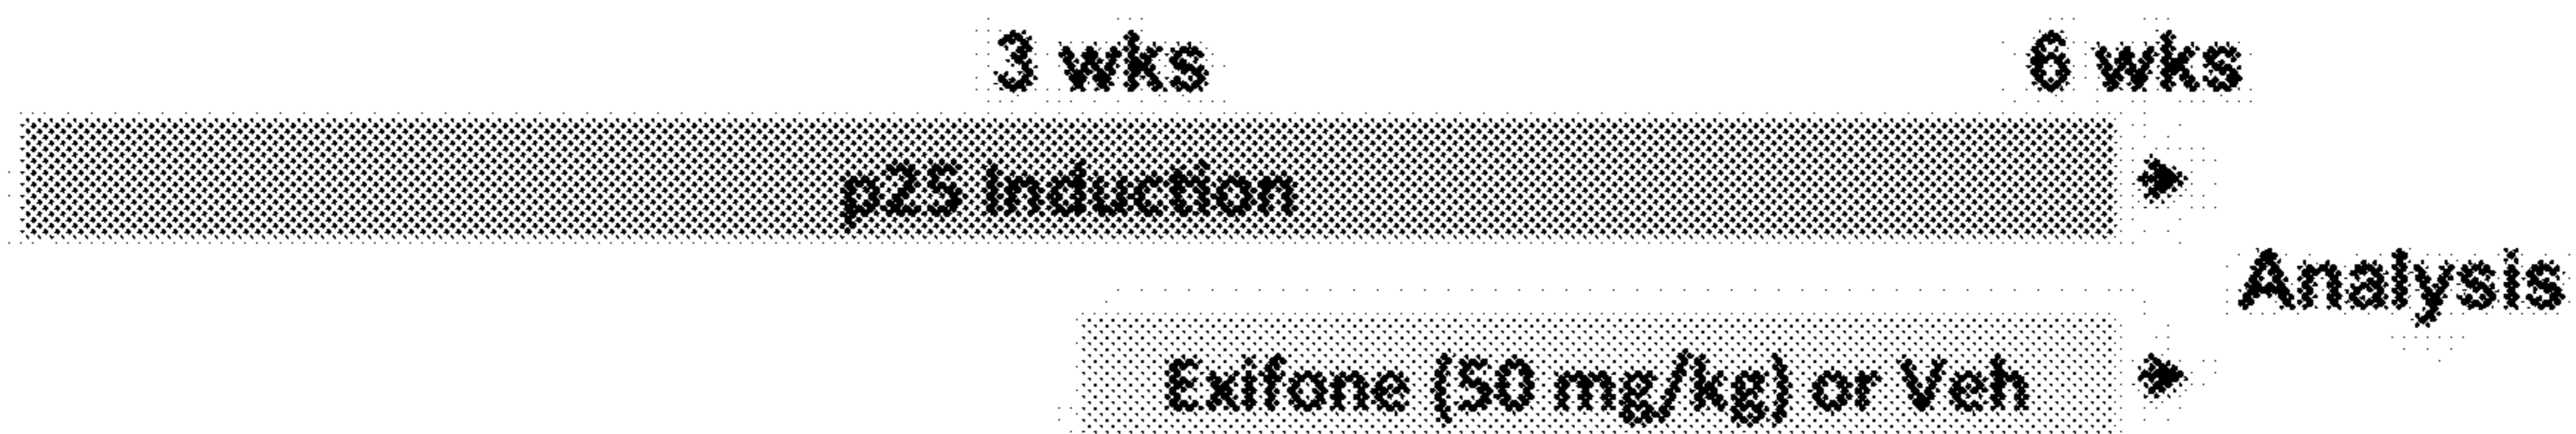 3 wks
6 wks
p25 Induction
Analysis
Exifone (50 mg/kg) or Veh